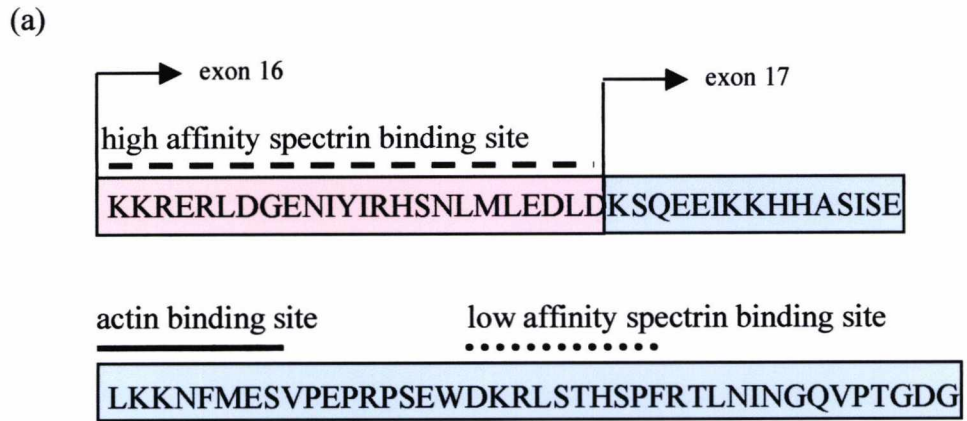 (a)
exon 16
exon 17
high affinity spectrin binding site
KKRERLDGENIYIRHSNLMLEDLDKSQEEIKKHHASISE
actin binding site
low affinity spectrin binding site
LKKNFMESVPEPRPSEWDKRLSTHSPFRTLNINGQVPTGDG